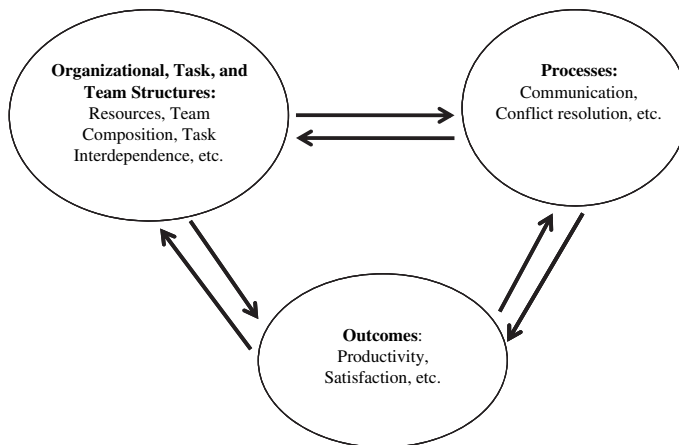 Organizational, Task, and
Team Structures:
Resources, Team
Composition, Task
Interdependence, etc.
Processes:
Communication,
Conflict resolution, etc.
Outcomes:
Productivity,
Satisfaction, etc.